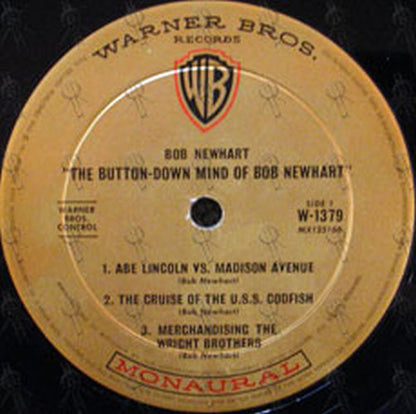 WARNER BROS.
RECORDS
WB
BOB NEWHART
"THE BUTTON-DOWN MIND OF BOB NEWHART"
WARNER
BROS.
CONTROL
SIDE 1
W-1379
1. ABE LINCOLN VS. MADISON AVENUE
(Bob Newhart)
2. THE CRUISE OF THE U.S.S. CODFISH
(Bob Newhart)
3. MERCHANDISING THE
WRIGHT BROTHERS
(Bob Newhart)
MONAURAL